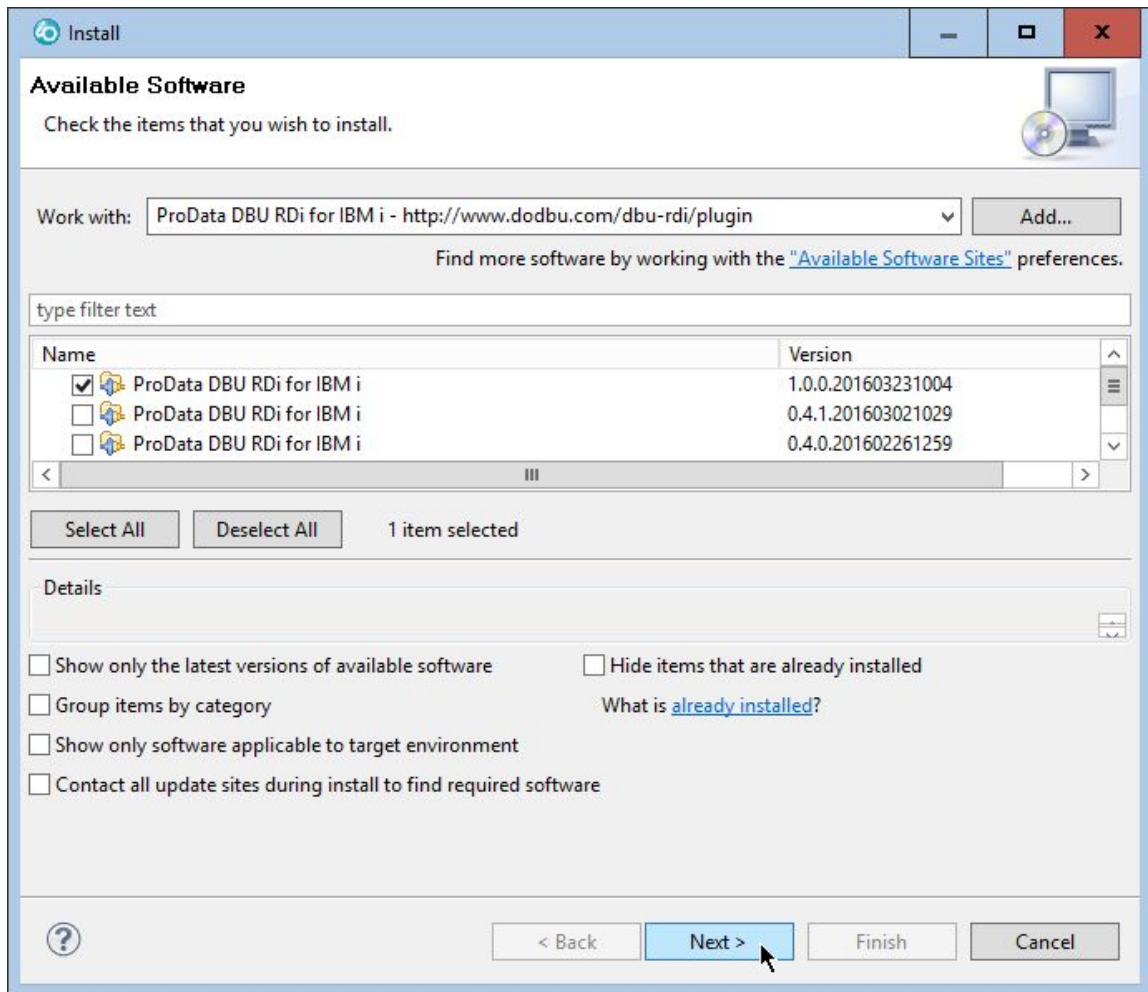 Install
Available Software
Check the items that you wish to install.
Work with: ProData DBU RDi for IBM i - http://www.dodbu.com/dbu-rdi/plugin Add...
Find more software by working with the "Available Software Sites" preferences.
type filter text
Name Version
ProData DBU RDi for IBM i 1.0.0.201603231004
ProData DBU RDi for IBM i 0.4.1.201603021029
ProData DBU RDi for IBM i 0.4.0.201602261259
Select All Deselect All 1 item selected
Details
Show only the latest versions of available software Hide items that are already installed
Group items by category What is already installed?
Show only software applicable to target environment
Contact all update sites during install to find required software
< Back Next > Finish Cancel